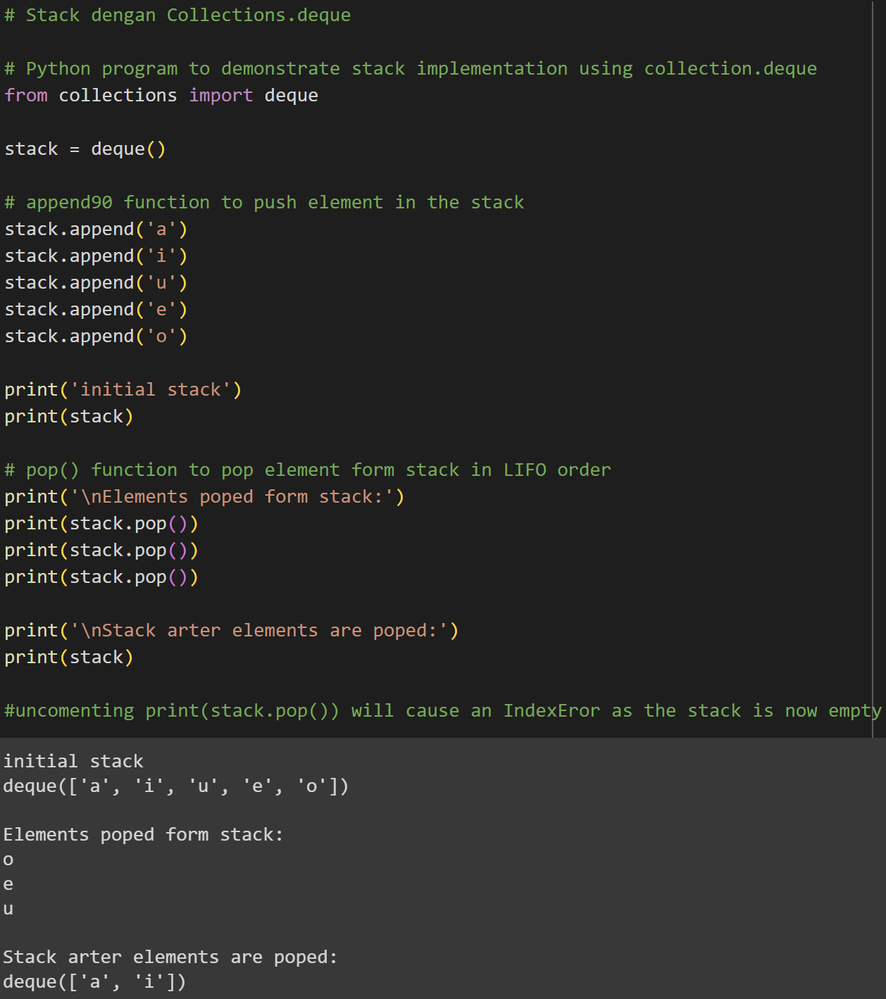 # Stack dengan Collections.deque
# Python program to demonstrate stack implementation using collection.deque
from collections import deque
stack = deque()
# append90 function to push element in the stack
stack.append('a')
stack.append('i')
stack.append('u')
stack.append('e')
stack.append('o')
print('initial stack')
print(stack)
# pop() function to pop element form stack in LIFO order
print('\nElements poped form stack:')
print(stack.pop())
print(stack.pop())
print(stack.pop())
print('\nStack arter elements are poped:')
print(stack)
#uncomenting print(stack.pop()) will cause an IndexEror as the stack is now empty
initial stack
deque(['a', 'i', 'u', 'e', 'o'])
Elements poped form stack:
o
e
u
Stack arter elements are poped:
deque(['a', 'i'])